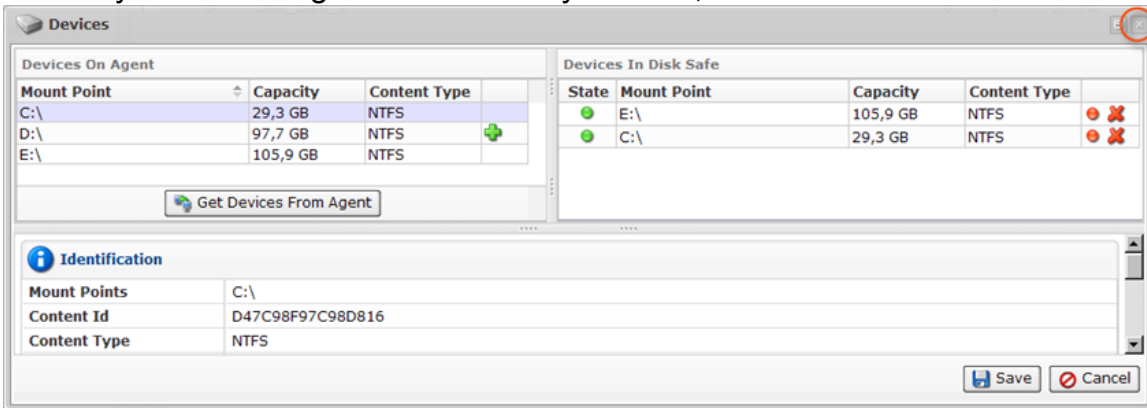 Devices
Devices On Agent
Mount Point Capacity Content Type
C:\ 29,3 GB NTFS
D:\ 97,7 GB NTFS
E:\ 105,9 GB NTFS
Get Devices From Agent
Devices In Disk Safe
State Mount Point Capacity Content Type
E:\ 105,9 GB NTFS
C:\ 29,3 GB NTFS
Identification
Mount Points C:\
Content Id D47C98F97C98D816
Content Type NTFS
Save Cancel